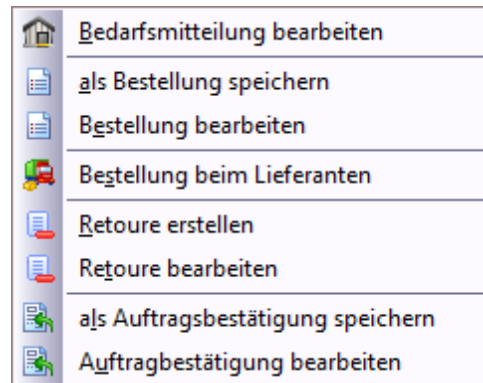 Bedarfsmitteilung bearbeiten
als Bestellung speichern
Bestellung bearbeiten
Bestellung beim Lieferanten
Retoure erstellen
Retoure bearbeiten
als Auftragsbestätigung speichern
Auftragbestätigung bearbeiten